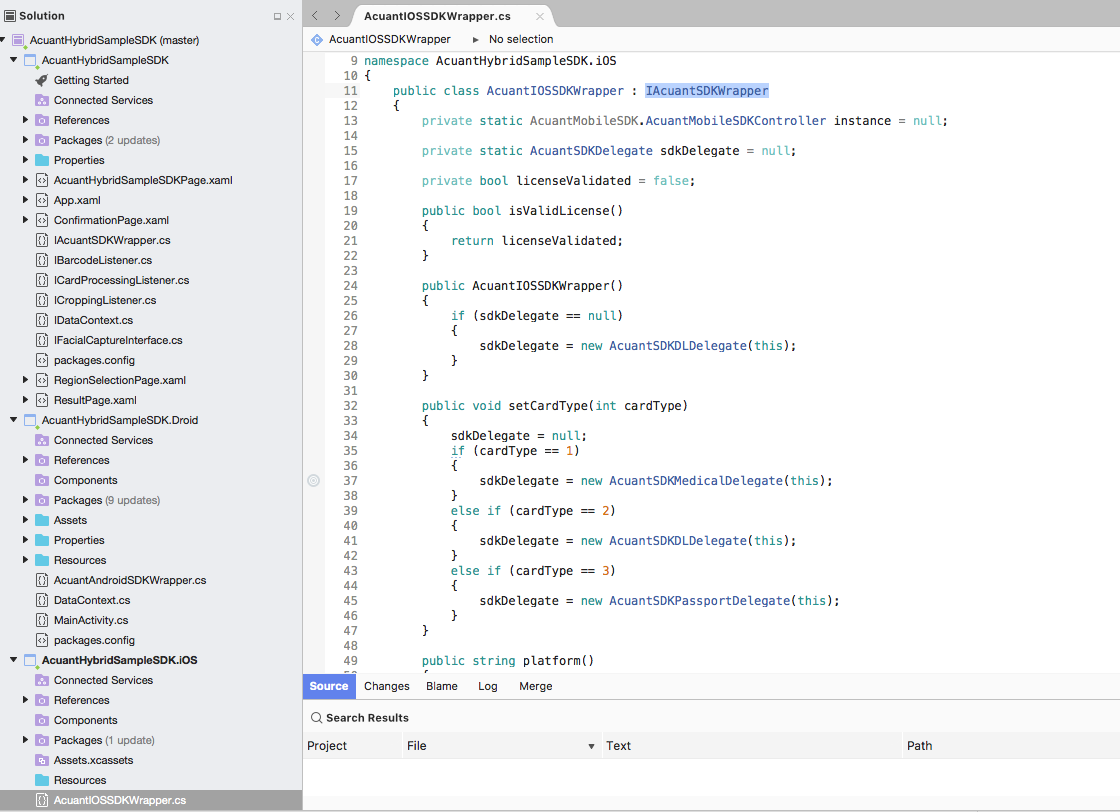 Solution
AcuantHybridSampleSDK (master)
AcuantHybridSampleSDK
Getting Started
Connected Services
References
Packages (2 updates)
Properties
AcuantHybridSampleSDKPage.xaml
App.xaml
ConfirmationPage.xaml
IAcuantSDKWrapper.cs
IBarcodeListener.cs
ICardProcessingListener.cs
ICroppingListener.cs
IDataContext.cs
IFacialCaptureInterface.cs
packages.config
RegionSelectionPage.xaml
ResultPage.xaml
AcuantHybridSampleSDK.Droid
Connected Services
References
Components
Packages (9 updates)
Assets
Properties
Resources
AcuantAndroidSDKWrapper.cs
DataContext.cs
MainActivity.cs
packages.config
AcuantHybridSampleSDK.iOS
Connected Services
References
Components
Packages (1 update)
Assets.xcassets
Resources
AcuantIOSSDKWrapper.cs
AcuantIOSSDKWrapper.cs
AcuantIOSSDKWrapper ▸ No selection
9 namespace AcuantHybridSampleSDK.iOS
10 {
11 public class AcuantIOSSDKWrapper : IAcuantSDKWrapper
12 {
13 private static AcuantMobileSDK.AcuantMobileSDKController instance = null;
14
15 private static AcuantSDKDelegate sdkDelegate = null;
16
17 private bool licenseValidated = false;
18
19 public bool isValidLicense()
20 {
21 return licenseValidated;
22 }
23
24 public AcuantIOSSDKWrapper()
25 {
26 if (sdkDelegate == null)
27 {
28 sdkDelegate = new AcuantSDKDLDelegate(this);
29 }
30 }
31
32 public void setCardType(int cardType)
33 {
34 sdkDelegate = null;
35 if (cardType == 1)
36 {
37 sdkDelegate = new AcuantSDKMedicalDelegate(this);
38 }
39 else if (cardType == 2)
40 {
41 sdkDelegate = new AcuantSDKDLDelegate(this);
42 }
43 else if (cardType == 3)
44 {
45 sdkDelegate = new AcuantSDKPassportDelegate(this);
46 }
47 }
48
49 public string platform()
Source Changes Blame Log Merge
Search Results
Project File Text Path